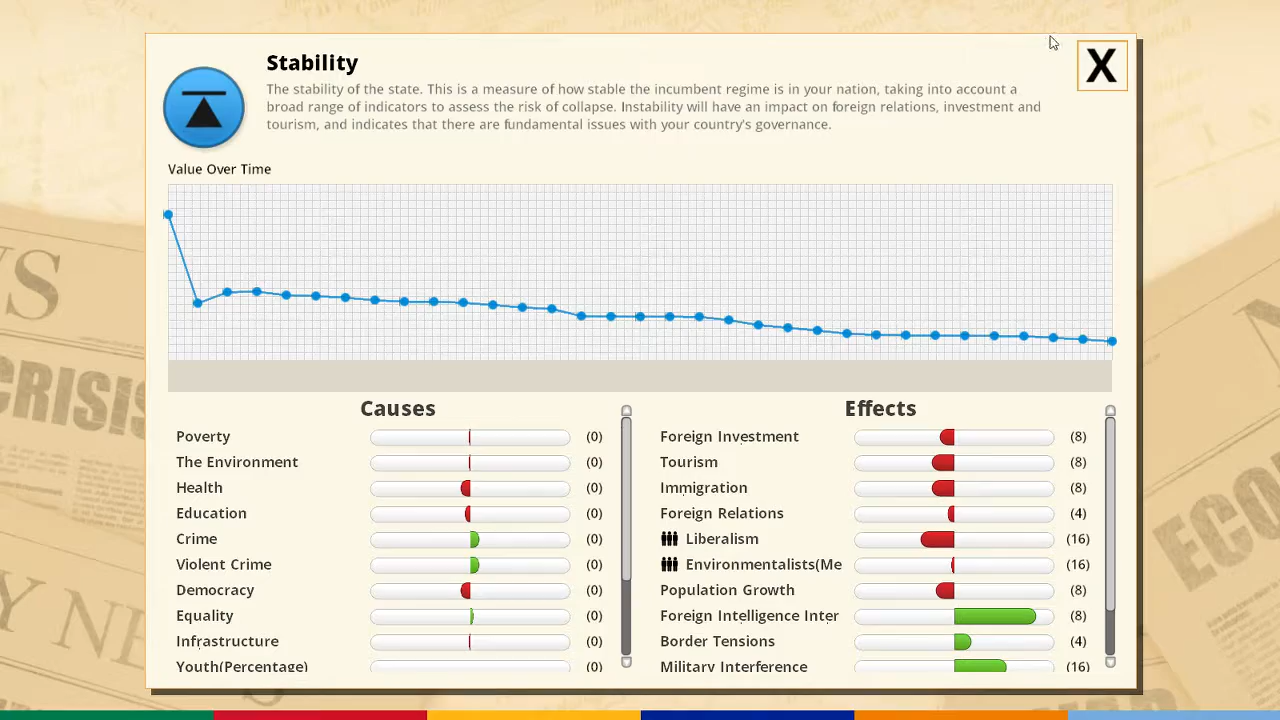 Stability
The stability of the state. This is a measure of how stable the incumbent regime is in your nation, taking into account a
broad range of indicators to assess the risk of collapse. Instability will have an impact on foreign relations, investment and
tourism, and indicates that there are fundamental issues with your country's governance.
X
Value Over Time
Causes
Poverty (0)
The Environment (0)
Health (0)
Education (0)
Crime (0)
Violent Crime (0)
Democracy (0)
Equality (0)
Infrastructure (0)
Youth(Percentage) (0)
Effects
Foreign Investment (8)
Tourism (8)
Immigration (8)
Foreign Relations (4)
Liberalism (16)
Environmentalists(Me (16)
Population Growth (8)
Foreign Intelligence Inter (8)
Border Tensions (4)
Military Interference (16)
CRISIS